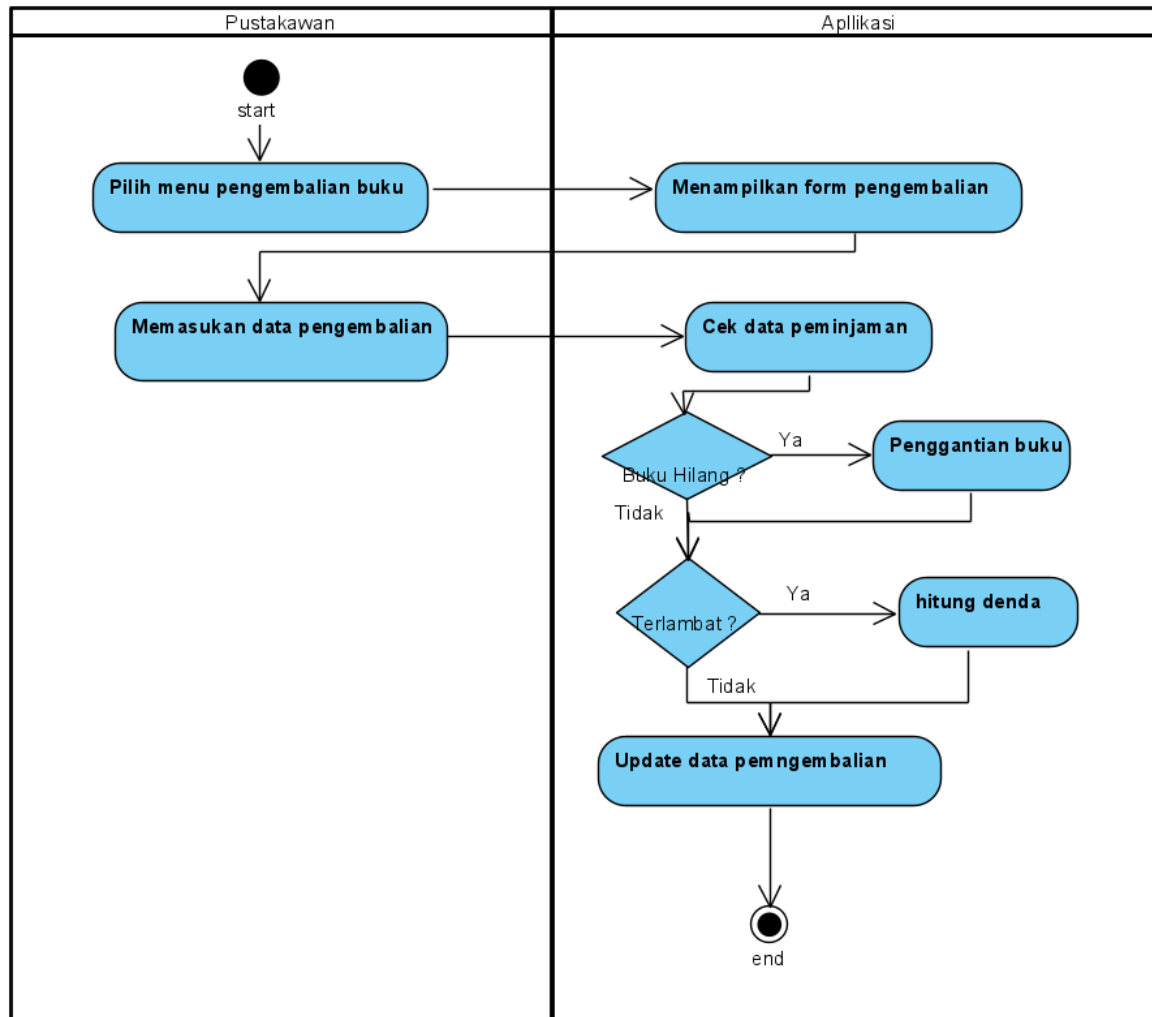 Pustakawan
Apllikasi
start
Pilih menu pengembalian buku
Menampilkan form pengembalian
Memasukan data pengembalian
Cek data peminjaman
Buku Hilang ?
Ya
Penggantian buku
Tidak
Terlambat ?
Ya
hitung denda
Tidak
Update data pemngembalian
end